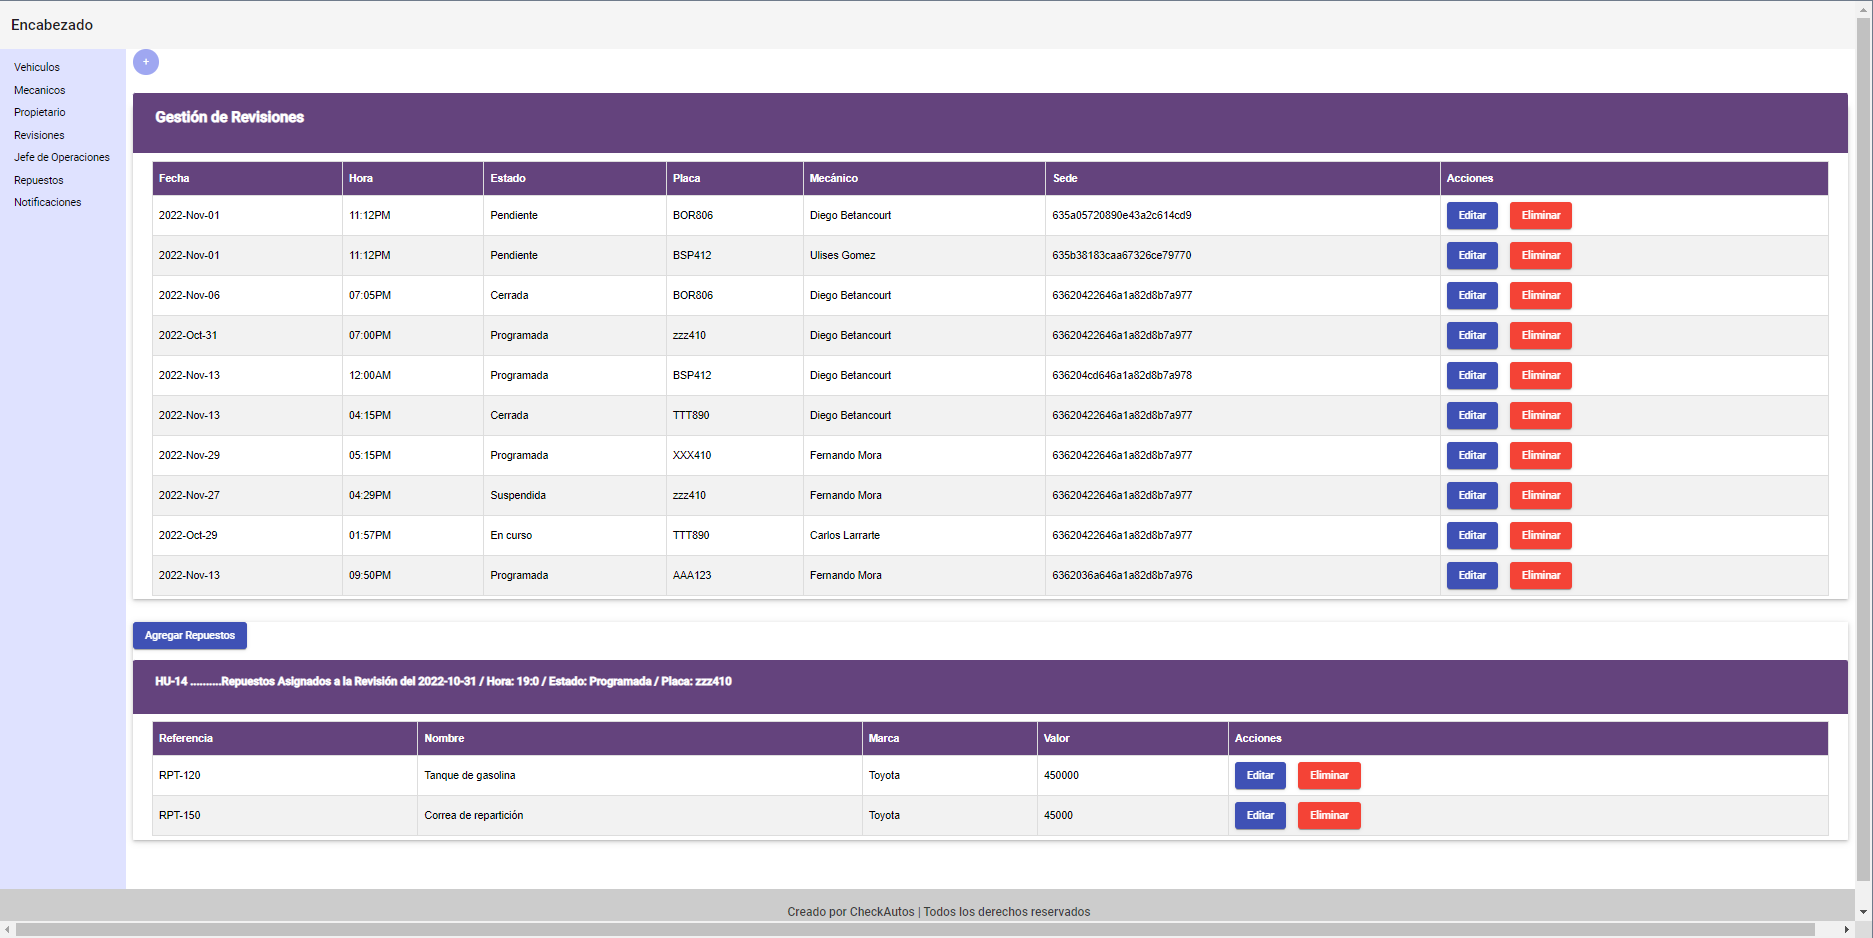 Encabezado
Vehiculos
Mecanicos
Propietario
Revisiones
Jefe de Operaciones
Repuestos
Notificaciones
+
Gestión de Revisiones
Fecha Hora Estado Placa Mecánico Sede Acciones
2022-Nov-01 11:12PM Pendiente BOR806 Diego Betancourt 635a05720890e43a2c614cd9 Editar Eliminar
2022-Nov-01 11:12PM Pendiente BSP412 Ulises Gomez 635b38183caa67326ce79770 Editar Eliminar
2022-Nov-06 07:05PM Cerrada BOR806 Diego Betancourt 63620422646a1a82d8b7a977 Editar Eliminar
2022-Oct-31 07:00PM Programada zzz410 Diego Betancourt 63620422646a1a82d8b7a977 Editar Eliminar
2022-Nov-13 12:00AM Programada BSP412 Diego Betancourt 636204cd646a1a82d8b7a978 Editar Eliminar
2022-Nov-13 04:15PM Cerrada TTT890 Diego Betancourt 63620422646a1a82d8b7a977 Editar Eliminar
2022-Nov-29 05:15PM Programada XXX410 Fernando Mora 63620422646a1a82d8b7a977 Editar Eliminar
2022-Nov-27 04:29PM Suspendida zzz410 Fernando Mora 63620422646a1a82d8b7a977 Editar Eliminar
2022-Oct-29 01:57PM En curso TTT890 Carlos Larrarte 63620422646a1a82d8b7a977 Editar Eliminar
2022-Nov-13 09:50PM Programada AAA123 Fernando Mora 6362036a646a1a82d8b7a976 Editar Eliminar
Agregar Repuestos
HU-14 ..........Repuestos Asignados a la Revisión del 2022-10-31 / Hora: 19:0 / Estado: Programada / Placa: zzz410
Referencia Nombre Marca Valor Acciones
RPT-120 Tanque de gasolina Toyota 450000 Editar Eliminar
RPT-150 Correa de repartición Toyota 45000 Editar Eliminar
Creado por CheckAutos | Todos los derechos reservados